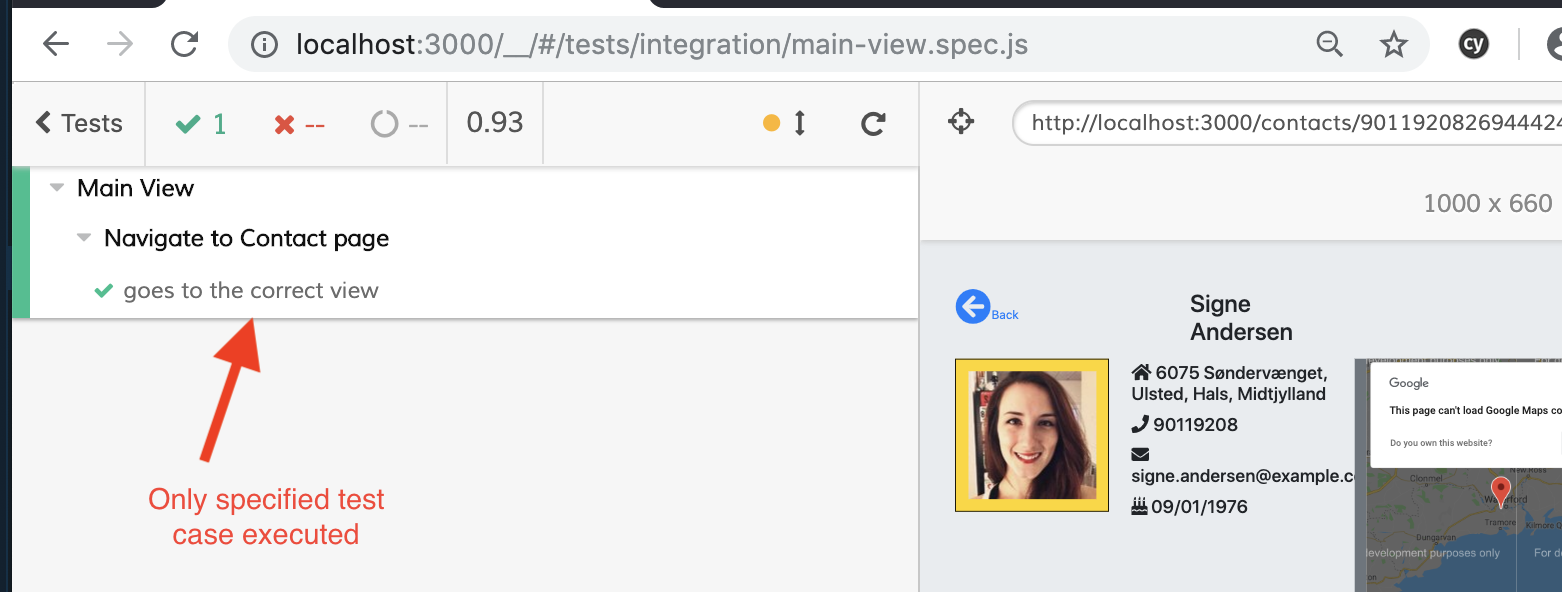 localhost:3000/__/#/tests/integration/main-view.spec.js
cy
Tests
1
--
--
0.93
http://localhost:3000/contacts/9011920826944424
1000 x 660
Main View
Navigate to Contact page
goes to the correct view
Only specified test
case executed
Back
Signe
Andersen
6075 Søndervænget,
Ulsted, Hals, Midtjylland
90119208
signe.andersen@example.c
09/01/1976
Google
This page can't load Google Maps co
Do you own this website?
New Ross
Clonmel
Tramore
Kilmore Q
Dungarvan
development purposes only
For de